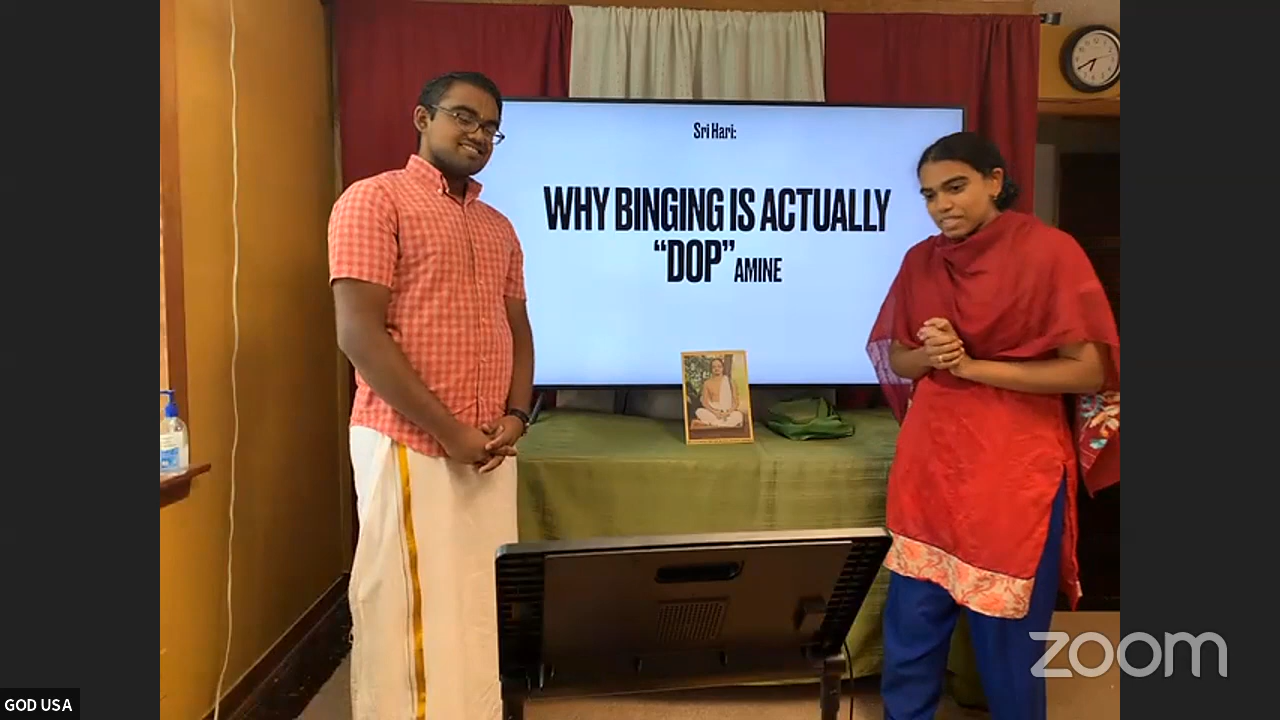 Sri Hari:
WHY BINGING IS ACTUALLY
“DOP” AMINE
GOD USA
zoom